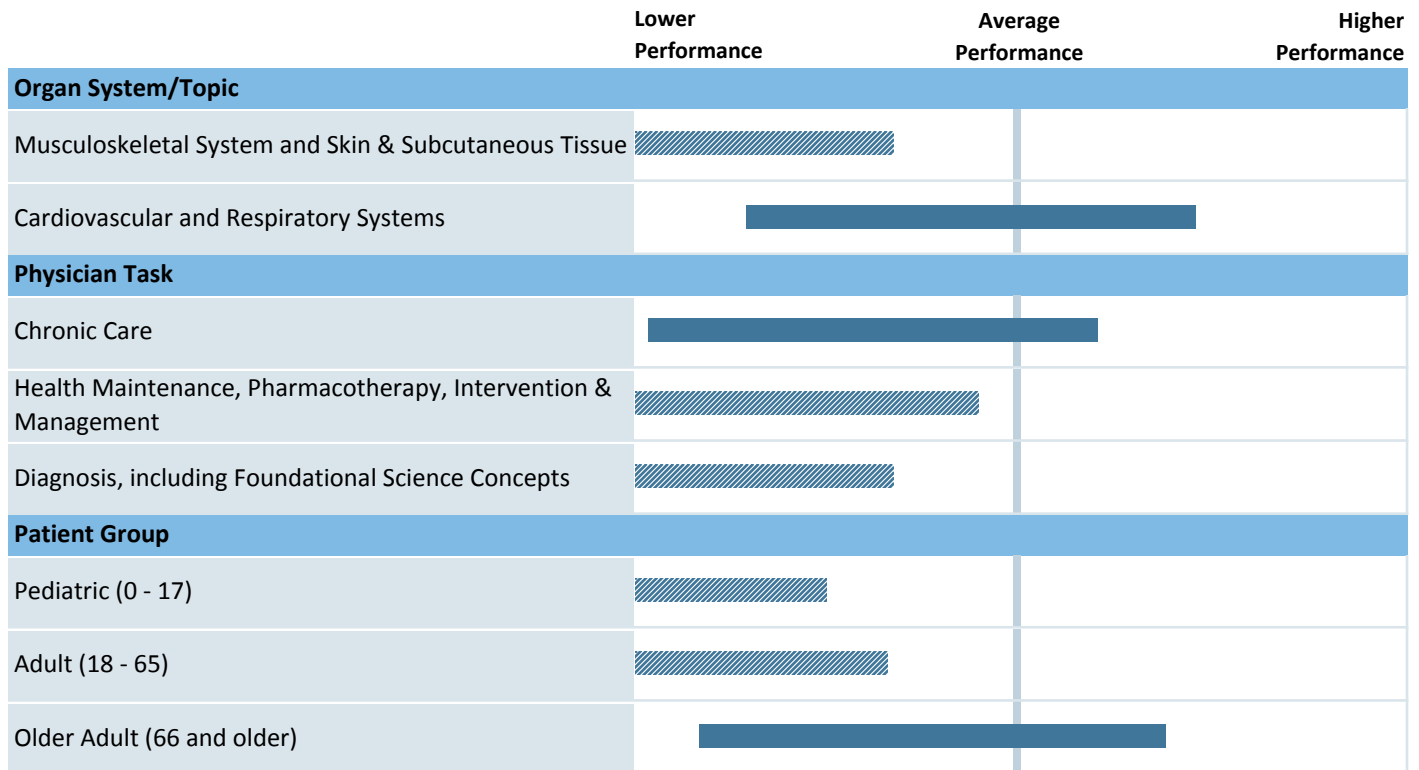 Lower Performance
Average Performance
Higher Performance
Organ System/Topic
Musculoskeletal System and Skin & Subcutaneous Tissue
Cardiovascular and Respiratory Systems
Physician Task
Chronic Care
Health Maintenance, Pharmacotherapy, Intervention &
Management
Diagnosis, including Foundational Science Concepts
Patient Group
Pediatric (0 - 17)
Adult (18 - 65)
Older Adult (66 and older)